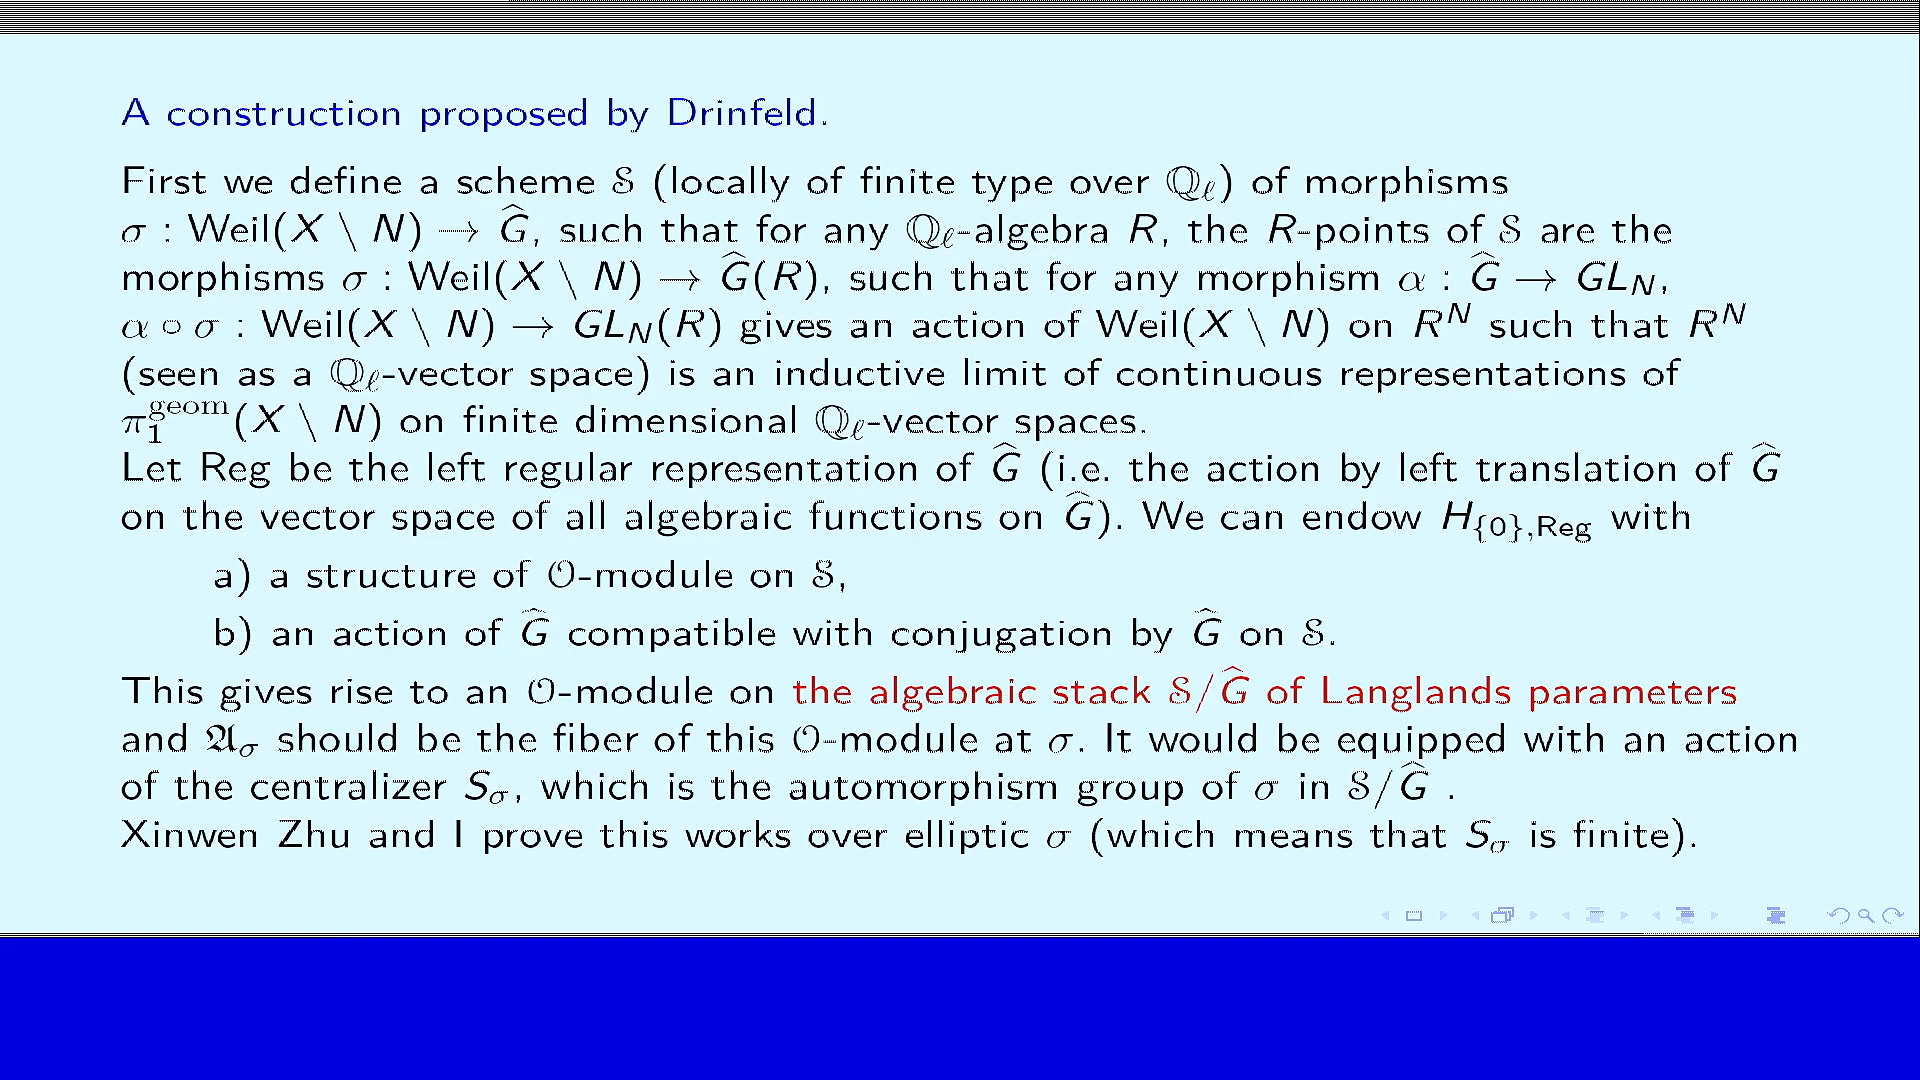 A construction proposed by Drinfeld.
First we define a scheme 𝒮 (locally of finite type over ℚ_ℓ) of morphisms
σ : Weil(X \ N) → Ĝ, such that for any ℚ_ℓ-algebra R, the R-points of 𝒮 are the
morphisms σ : Weil(X \ N) → Ĝ(R), such that for any morphism α : Ĝ → GL_N,
α ∘ σ : Weil(X \ N) → GL_N(R) gives an action of Weil(X \ N) on R^N such that R^N
(seen as a ℚ_ℓ-vector space) is an inductive limit of continuous representations of
π_1^geom(X \ N) on finite dimensional ℚ_ℓ-vector spaces.
Let Reg be the left regular representation of Ĝ (i.e. the action by left translation of Ĝ
on the vector space of all algebraic functions on Ĝ). We can endow H_{0},Reg with
a) a structure of 𝒪-module on 𝒮,
b) an action of Ĝ compatible with conjugation by Ĝ on 𝒮.
This gives rise to an 𝒪-module on the algebraic stack 𝒮/Ĝ of Langlands parameters
and 𝔄_σ should be the fiber of this 𝒪-module at σ. It would be equipped with an action
of the centralizer S_σ, which is the automorphism group of σ in 𝒮/Ĝ .
Xinwen Zhu and I prove this works over elliptic σ (which means that S_σ is finite).